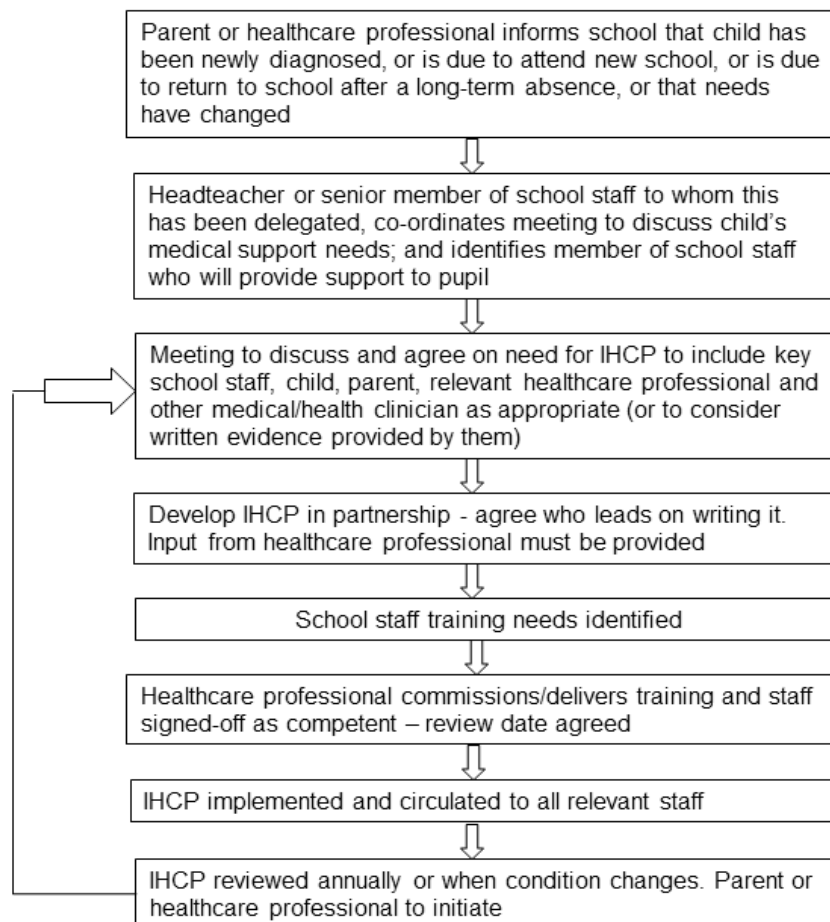 Parent or healthcare professional informs school that child has
been newly diagnosed, or is due to attend new school, or is due
to return to school after a long-term absence, or that needs
have changed
Headteacher or senior member of school staff to whom this
has been delegated, co-ordinates meeting to discuss child's
medical support needs; and identifies member of school staff
who will provide support to pupil
Meeting to discuss and agree on need for IHCP to include key
school staff, child, parent, relevant healthcare professional and
other medical/health clinician as appropriate (or to consider
written evidence provided by them)
Develop IHCP in partnership - agree who leads on writing it.
Input from healthcare professional must be provided
School staff training needs identified
Healthcare professional commissions/delivers training and staff
signed-off as competent – review date agreed
IHCP implemented and circulated to all relevant staff
IHCP reviewed annually or when condition changes. Parent or
healthcare professional to initiate